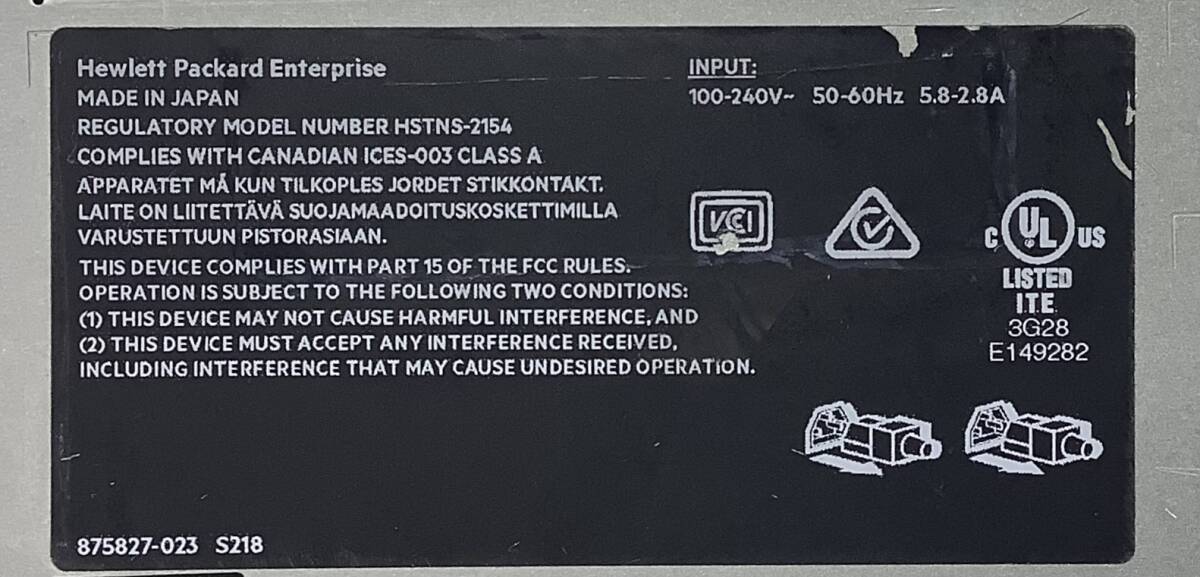 Hewlett Packard Enterprise
MADE IN JAPAN
REGULATORY MODEL NUMBER HSTNS-2154
COMPLIES WITH CANADIAN ICES-003 CLASS A
APPARATET MÅ KUN TILKOPLES JORDET STIKKONTAKT.
LAITE ON LIITETTÄVÄ SUOJAMAADOITUSKOSKETTIMILLA
VARUSTETTUUN PISTORASIAAN.
THIS DEVICE COMPLIES WITH PART 15 OF THE FCC RULES.
OPERATION IS SUBJECT TO THE FOLLOWING TWO CONDITIONS:
(1) THIS DEVICE MAY NOT CAUSE HARMFUL INTERFERENCE, AND
(2) THIS DEVICE MUST ACCEPT ANY INTERFERENCE RECEIVED,
INCLUDING INTERFERENCE THAT MAY CAUSE UNDESIRED OPERATION.
875827-023 S218
INPUT:
100-240V~ 50-60Hz 5.8-2.8A
VCCI
C UL US
LISTED
I.T.E.
3G28
E149282